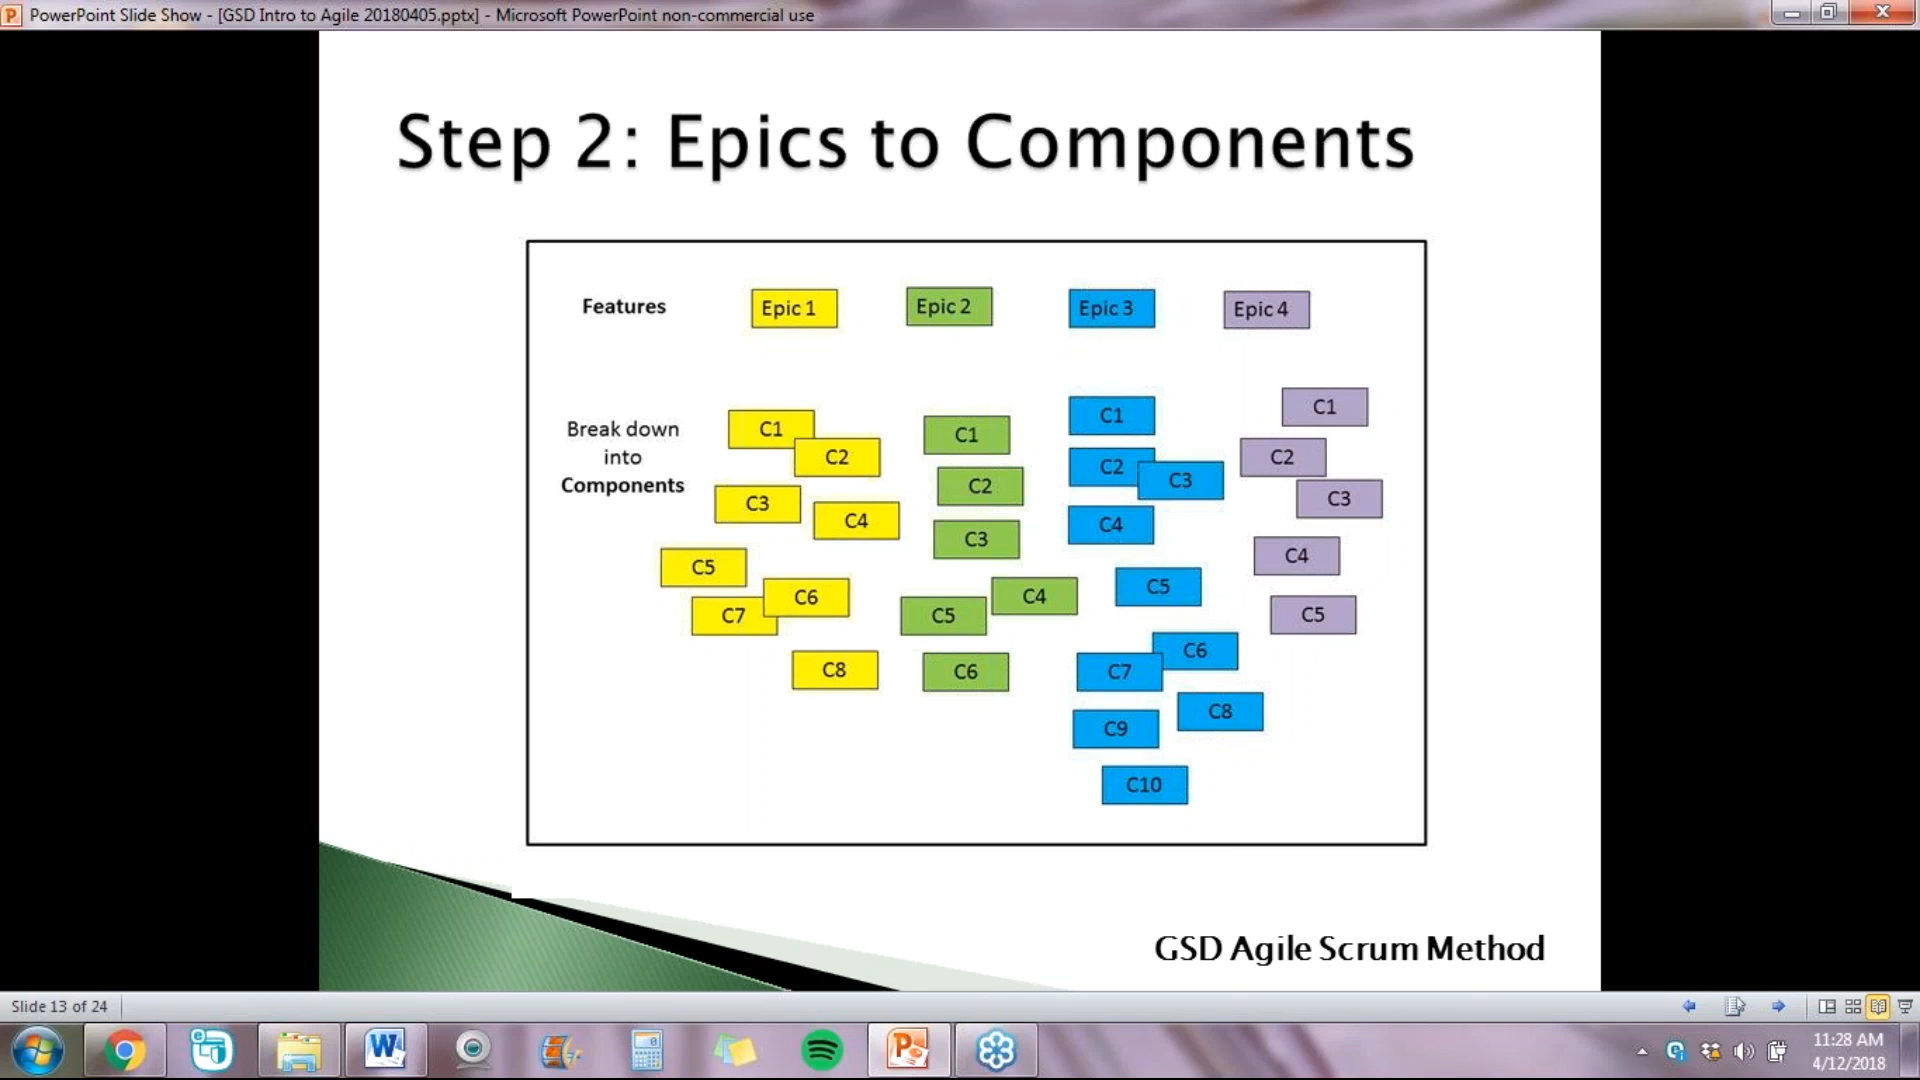 PowerPoint Slide Show - [GSD Intro to Agile 20180405.pptx] - Microsoft PowerPoint non-commercial use
Step 2: Epics to Components
Features
Epic 1
Epic 2
Epic 3
Epic 4
Break down
into
Components
C1
C2
C3
C4
C5
C6
C7
C8
C1
C2
C3
C4
C5
C6
C1
C2
C3
C4
C5
C6
C7
C8
C9
C10
C1
C2
C3
C4
C5
GSD Agile Scrum Method
Slide 13 of 24
11:28 AM
4/12/2018